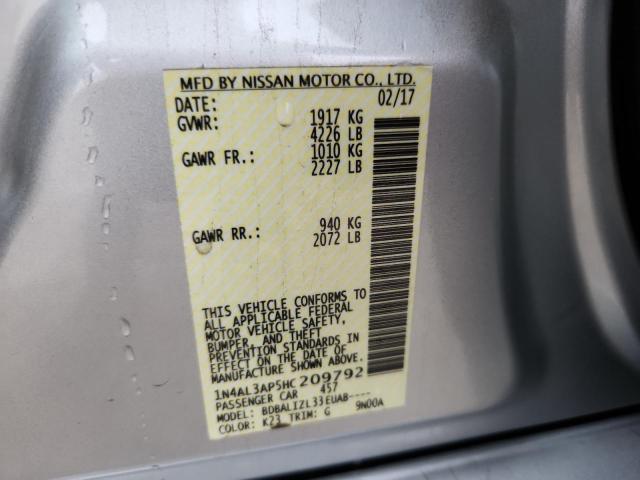 MFD BY NISSAN MOTOR CO., LTD.
DATE: 02/17
GVWR: 1917 KG
4226 LB
GAWR FR.: 1010 KG
2227 LB
GAWR RR.: 940 KG
2072 LB
THIS VEHICLE CONFORMS TO
ALL APPLICABLE FEDERAL
MOTOR VEHICLE SAFETY,
BUMPER, AND THEFT
PREVENTION STANDARDS IN
EFFECT ON THE DATE OF
MANUFACTURE SHOWN ABOVE.
1N4AL3AP5HC209792
PASSENGER CAR 457
MODEL: BDBALIZL33EUAB----
COLOR: K23 TRIM: G 9N00A